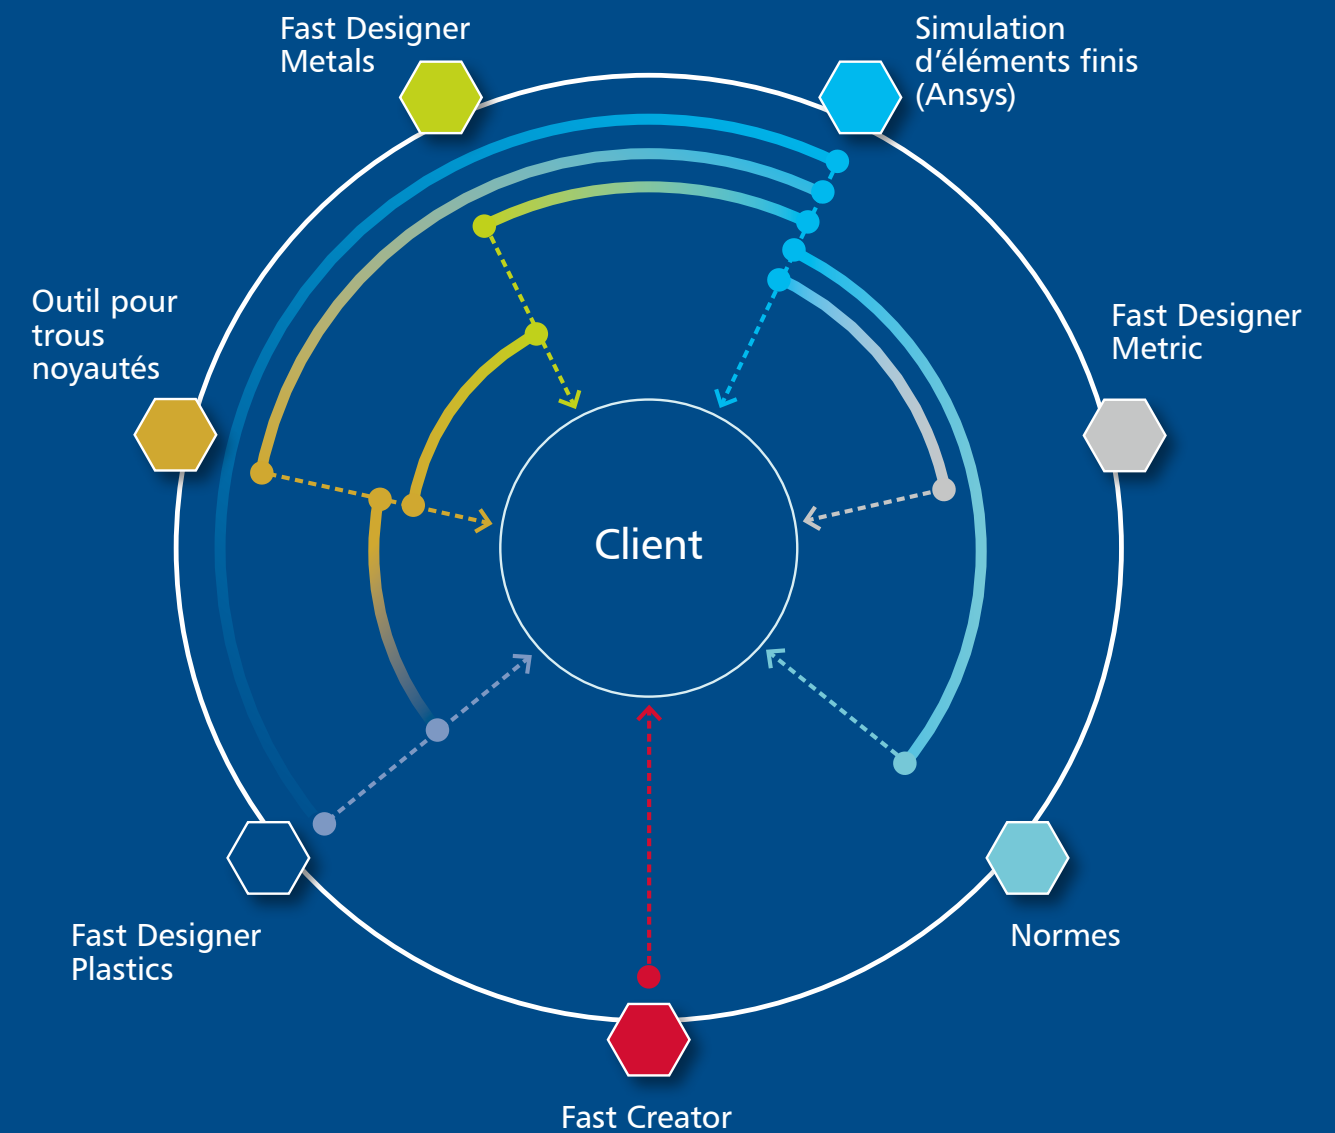 Fast Designer
Metals
Simulation
d'éléments finis
(Ansys)
Outil pour
trous
noyautés
Fast Designer
Metric
Client
Fast Designer
Plastics
Normes
Fast Creator